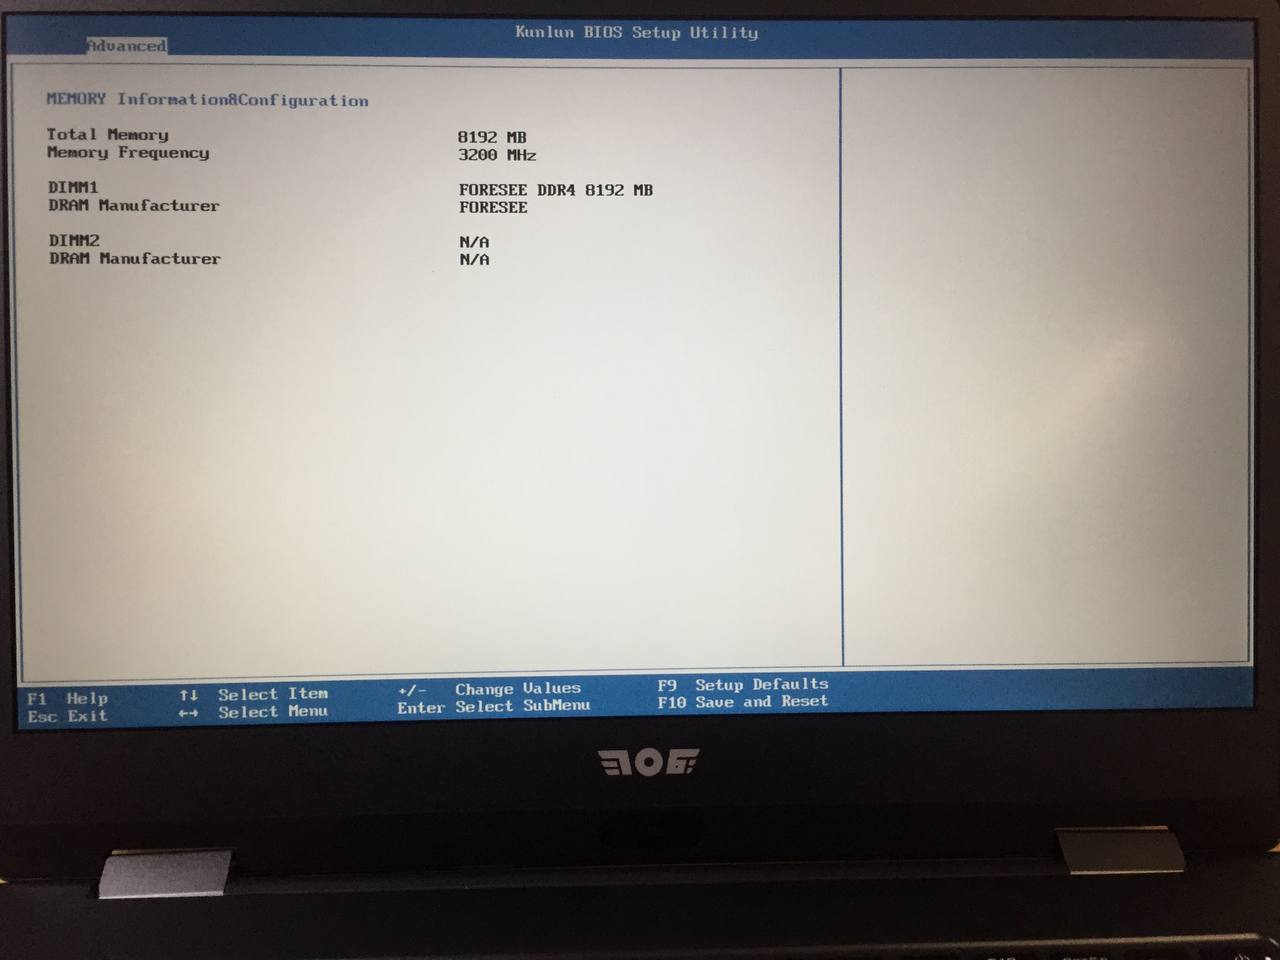 Kunlun BIOS Setup Utility
Advanced
MEMORY Information&Configuration
Total Memory 8192 MB
Memory Frequency 3200 MHz
DIMM1 FORESEE DDR4 8192 MB
DRAM Manufacturer FORESEE
DIMM2 N/A
DRAM Manufacturer N/A
F1 Help ↑↓ Select Item +/- Change Values F9 Setup Defaults
Esc Exit ←→ Select Menu Enter Select SubMenu F10 Save and Reset